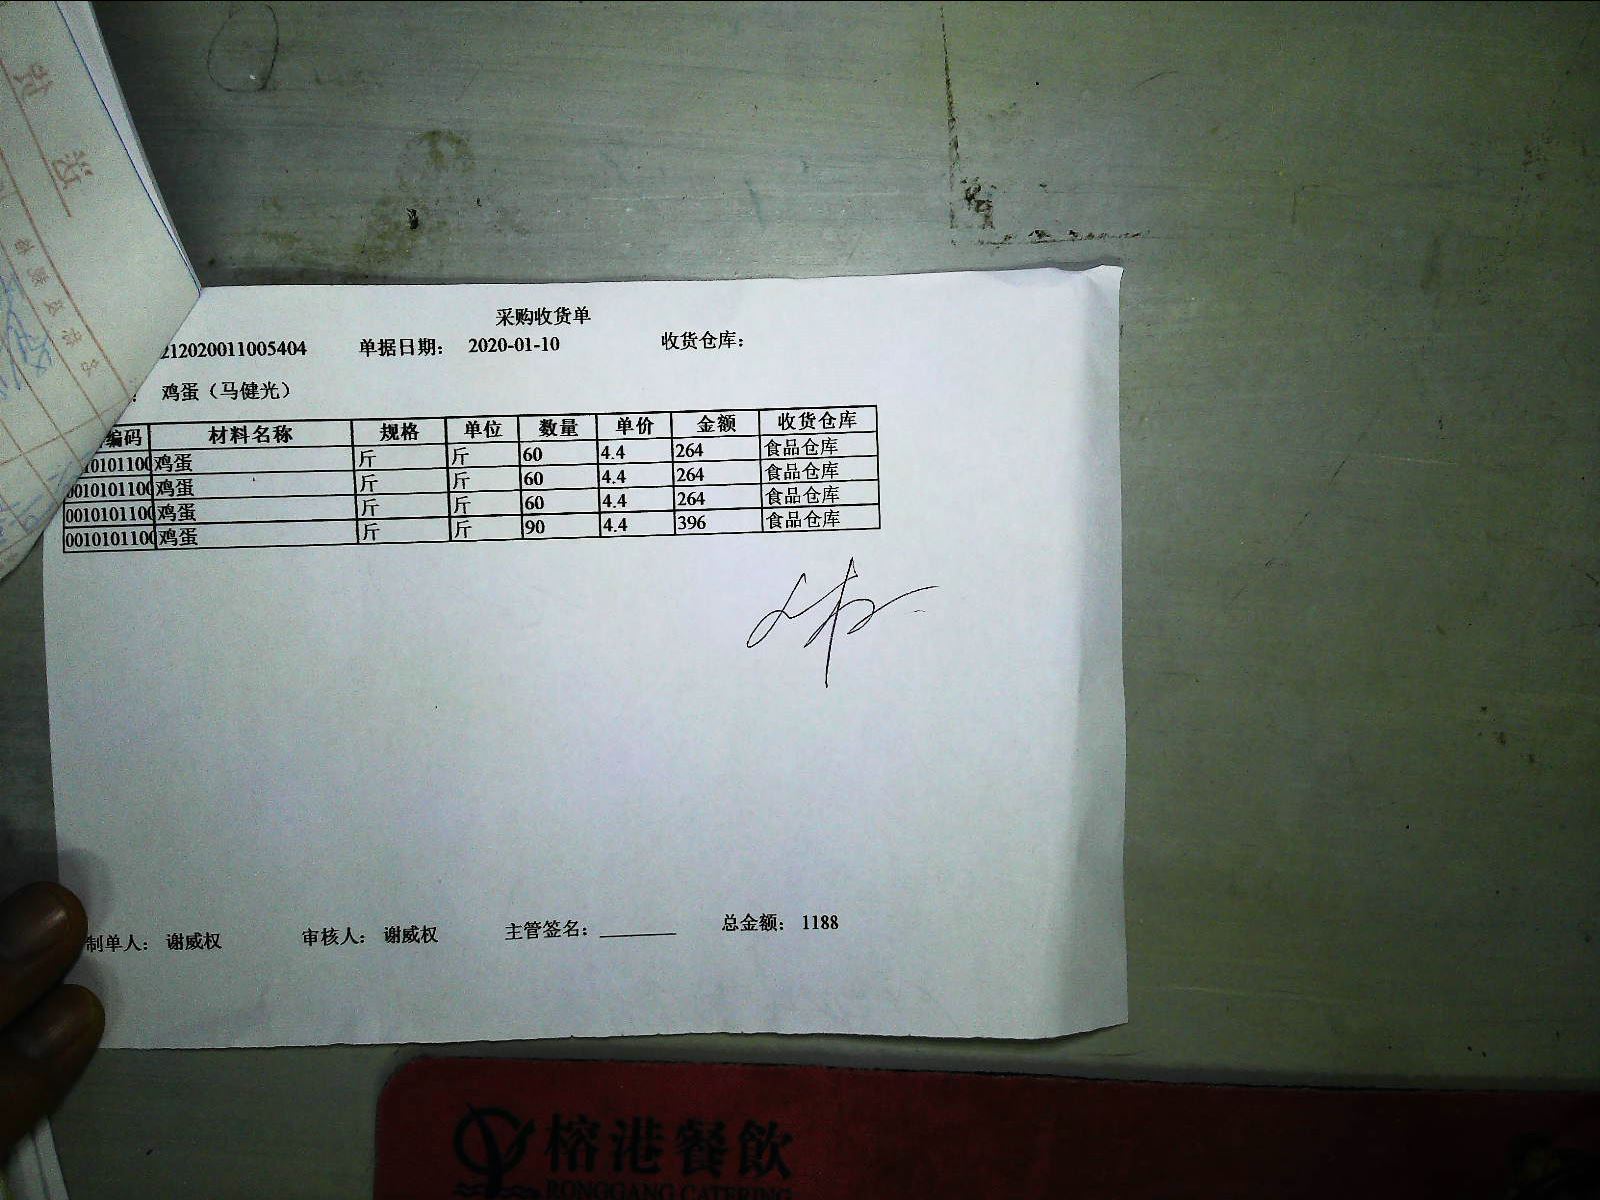 采购收货单
212020011005404 单据日期： 2020-01-10 收货仓库：
： 鸡蛋（马健光）
编码 材料名称 规格 单位 数量 单价 金额 收货仓库
10101100 鸡蛋 斤 斤 60 4.4 264 食品仓库
0010101100 鸡蛋 斤 斤 60 4.4 264 食品仓库
0010101100 鸡蛋 斤 斤 60 4.4 264 食品仓库
0010101100 鸡蛋 斤 斤 90 4.4 396 食品仓库
制单人： 谢威权 审核人： 谢威权 主管签名： 总金额： 1188
榕港餐飲
RONGGANG CATERING